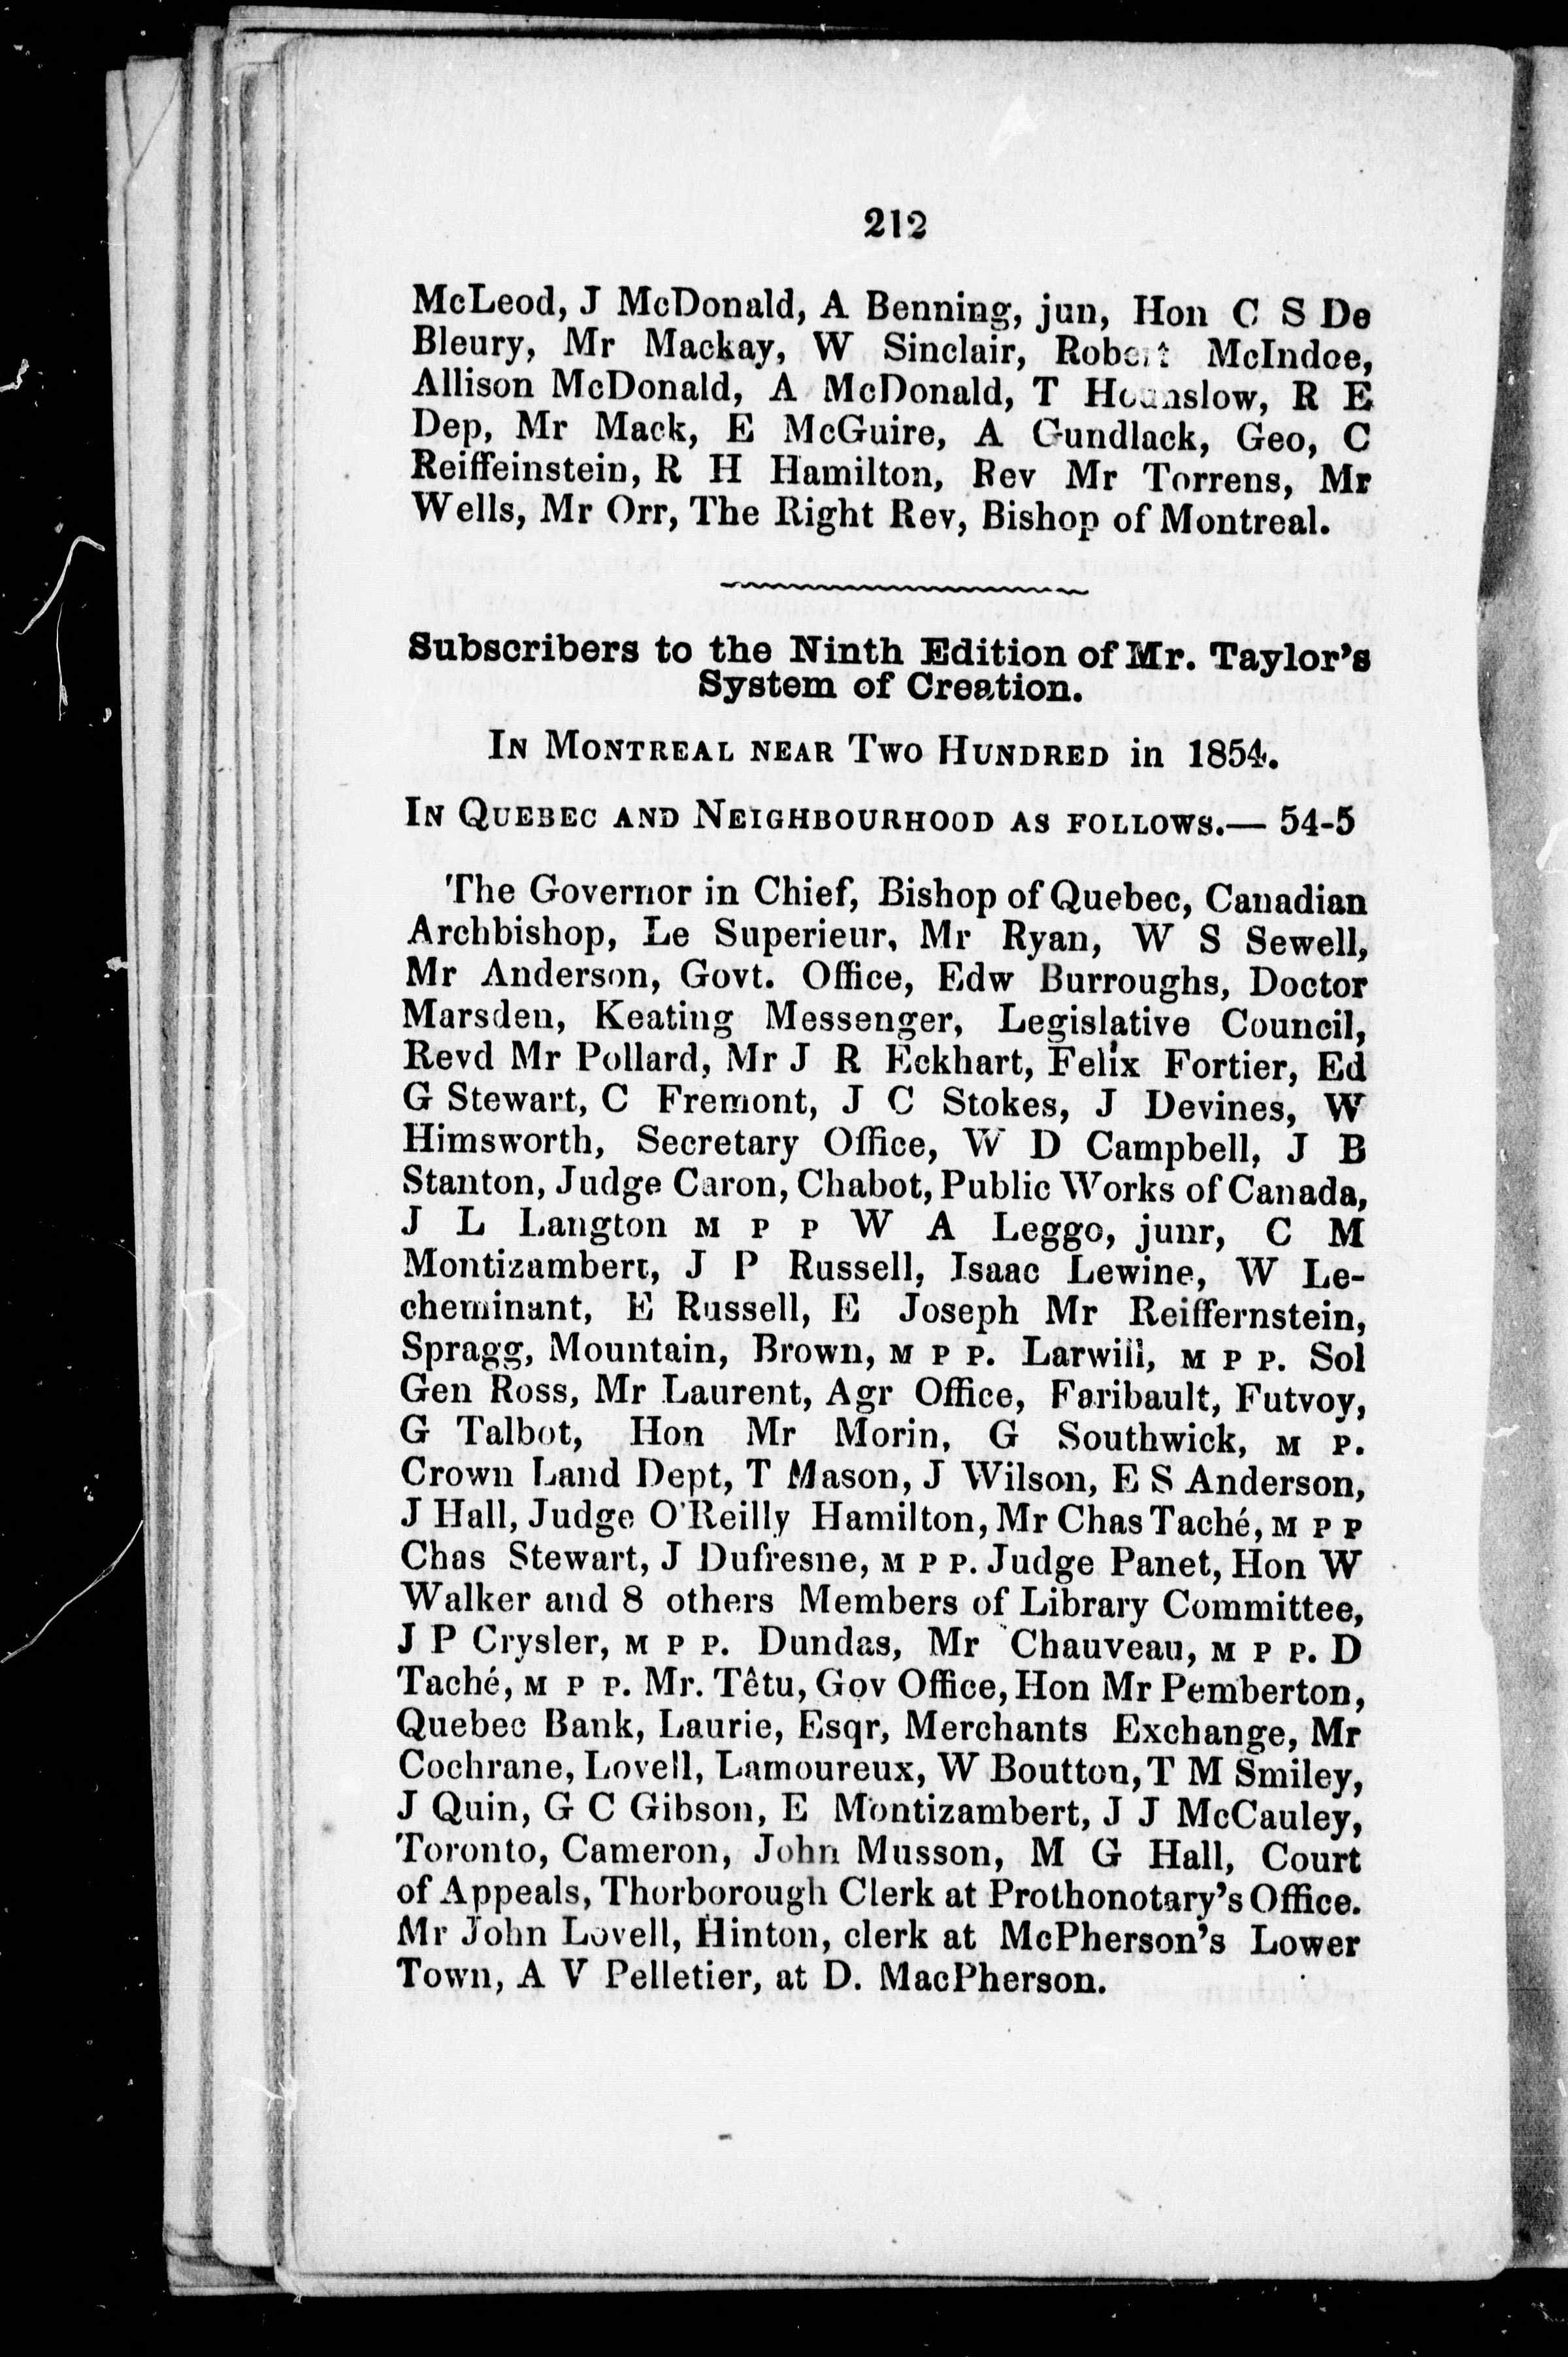 212
McLeod, J McDonald, A Benning, jun, Hon C S De
Bleury, Mr Mackay, W Sinclair, Robert McIndoe,
Allison McDonald, A McDonald, T Hounslow, R E
Dep, Mr Mack, E McGuire, A Gundlack, Geo, C
Reiffeinstein, R H Hamilton, Rev Mr Torrens, Mr
Wells, Mr Orr, The Right Rev, Bishop of Montreal.
Subscribers to the Ninth Edition of Mr. Taylor's
System of Creation.
IN MONTREAL NEAR TWO HUNDRED in 1854.
IN QUEBEC AND NEIGHBOURHOOD AS FOLLOWS.— 54-5
The Governor in Chief, Bishop of Quebec, Canadian
Archbishop, Le Superieur, Mr Ryan, W S Sewell,
Mr Anderson, Govt. Office, Edw Burroughs, Doctor
Marsden, Keating Messenger, Legislative Council,
Revd Mr Pollard, Mr J R Eckhart, Felix Fortier, Ed
G Stewart, C Fremont, J C Stokes, J Devines, W
Himsworth, Secretary Office, W D Campbell, J B
Stanton, Judge Caron, Chabot, Public Works of Canada,
J L Langton M P P W A Leggo, junr, C M
Montizambert, J P Russell, Isaac Lewine, W Le-
cheminant, E Russell, E Joseph Mr Reiffernstein,
Spragg, Mountain, Brown, M P P. Larwill, M P P. Sol
Gen Ross, Mr Laurent, Agr Office, Faribault, Futvoy,
G Talbot, Hon Mr Morin, G Southwick, M P.
Crown Land Dept, T Mason, J Wilson, E S Anderson,
J Hall, Judge O'Reilly Hamilton, Mr Chas Taché, M P P
Chas Stewart, J Dufresne, M P P. Judge Panet, Hon W
Walker and 8 others Members of Library Committee,
J P Crysler, M P P. Dundas, Mr Chauveau, M P P. D
Taché, M P P. Mr. Têtu, Gov Office, Hon Mr Pemberton,
Quebec Bank, Laurie, Esqr, Merchants Exchange, Mr
Cochrane, Lovell, Lamoureux, W Boutton, T M Smiley,
J Quin, G C Gibson, E Montizambert, J J McCauley,
Toronto, Cameron, John Musson, M G Hall, Court
of Appeals, Thorborough Clerk at Prothonotary's Office.
Mr John Lovell, Hinton, clerk at McPherson's Lower
Town, A V Pelletier, at D. MacPherson.